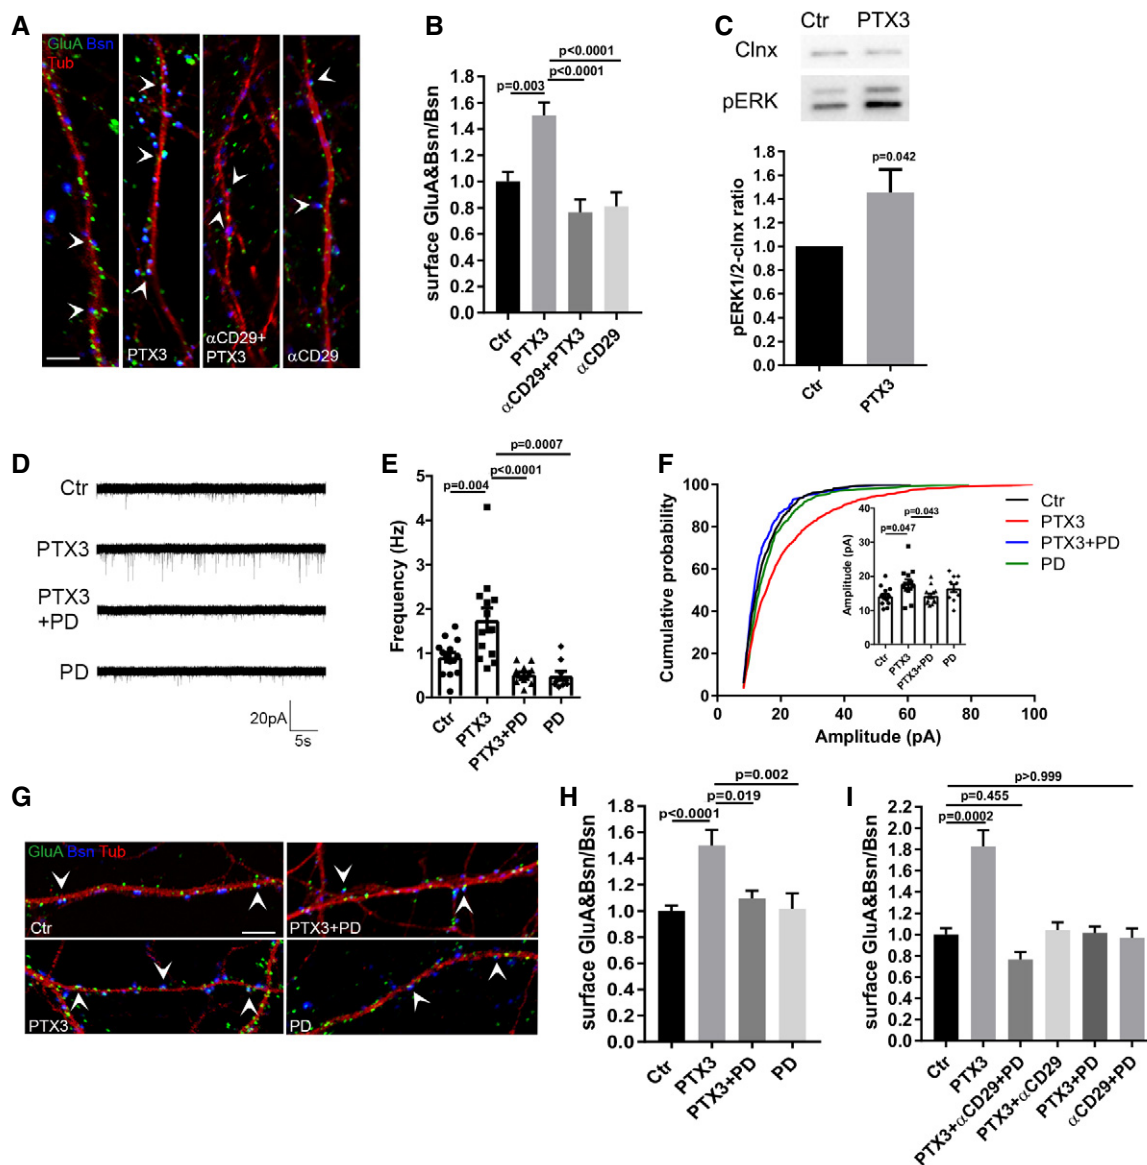 A
GluA Bsn
Tub
PTX3
αCD29+
PTX3
αCD29
B
surface GluA&Bsn/Bsn
1.8
1.6
1.4
1.2
1.0
0.8
0.6
0.4
0.2
0.0
p<0.0001
p<0.0001
p=0.003
Ctr
PTX3
αCD29+PTX3
αCD29
C
Ctr PTX3
Clnx
pERK
pERK1/2-clnx ratio
1.8
1.6
1.4
1.2
1.0
0.8
0.6
0.4
0.2
0.0
p=0.042
Ctr
PTX3
D
Ctr
PTX3
PTX3
+PD
PD
20pA
5s
E
Frequency (Hz)
5
4
3
2
1
0
p=0.0007
p<0.0001
p=0.004
Ctr
PTX3
PTX3+PD
PD
F
Cumulative probability
100
80
60
40
20
0
0 20 40 60 80 100
Amplitude (pA)
Ctr
PTX3
PTX3+PD
PD
Amplitude (pA)
40
30
20
10
0
p=0.043
p=0.047
Ctr
PTX3
PTX3+PD
PD
G
GluA Bsn Tub
Ctr
PTX3+PD
PTX3
PD
H
surface GluA&Bsn/Bsn
1.8
1.6
1.4
1.2
1.0
0.8
0.6
0.4
0.2
0.0
p=0.002
p=0.019
p<0.0001
Ctr
PTX3
PTX3+PD
PD
I
surface GluA&Bsn/Bsn
2.2
2.0
1.8
1.6
1.4
1.2
1.0
0.8
0.6
0.4
0.2
0.0
p>0.999
p=0.455
p=0.0002
Ctr
PTX3
PTX3+αCD29+PD
PTX3+αCD29
PTX3+PD
αCD29+PD